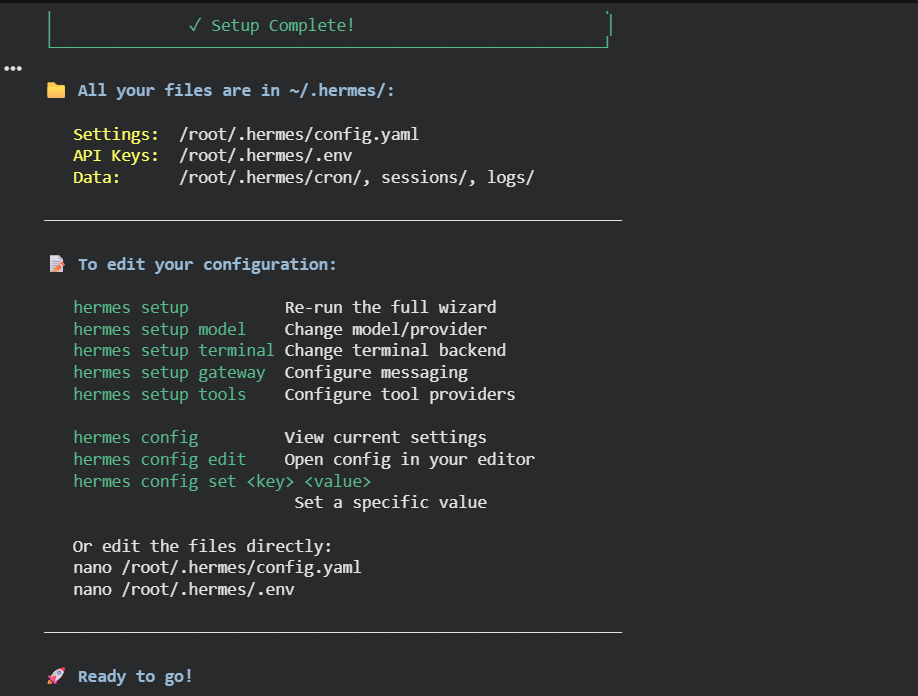 ✓ Setup Complete!
All your files are in ~/.hermes/:
Settings:  /root/.hermes/config.yaml
API Keys:  /root/.hermes/.env
Data:      /root/.hermes/cron/, sessions/, logs/
To edit your configuration:
hermes setup          Re-run the full wizard
hermes setup model    Change model/provider
hermes setup terminal Change terminal backend
hermes setup gateway  Configure messaging
hermes setup tools    Configure tool providers
hermes config         View current settings
hermes config edit    Open config in your editor
hermes config set <key> <value>
Set a specific value
Or edit the files directly:
nano /root/.hermes/config.yaml
nano /root/.hermes/.env
Ready to go!